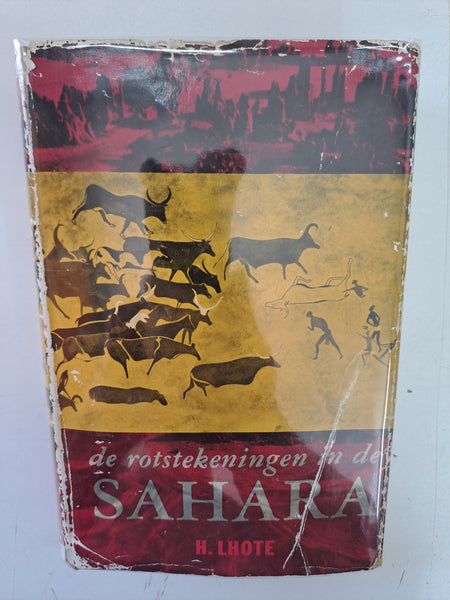 de rotstekeningen in de
SAHARA
H. LHOTE